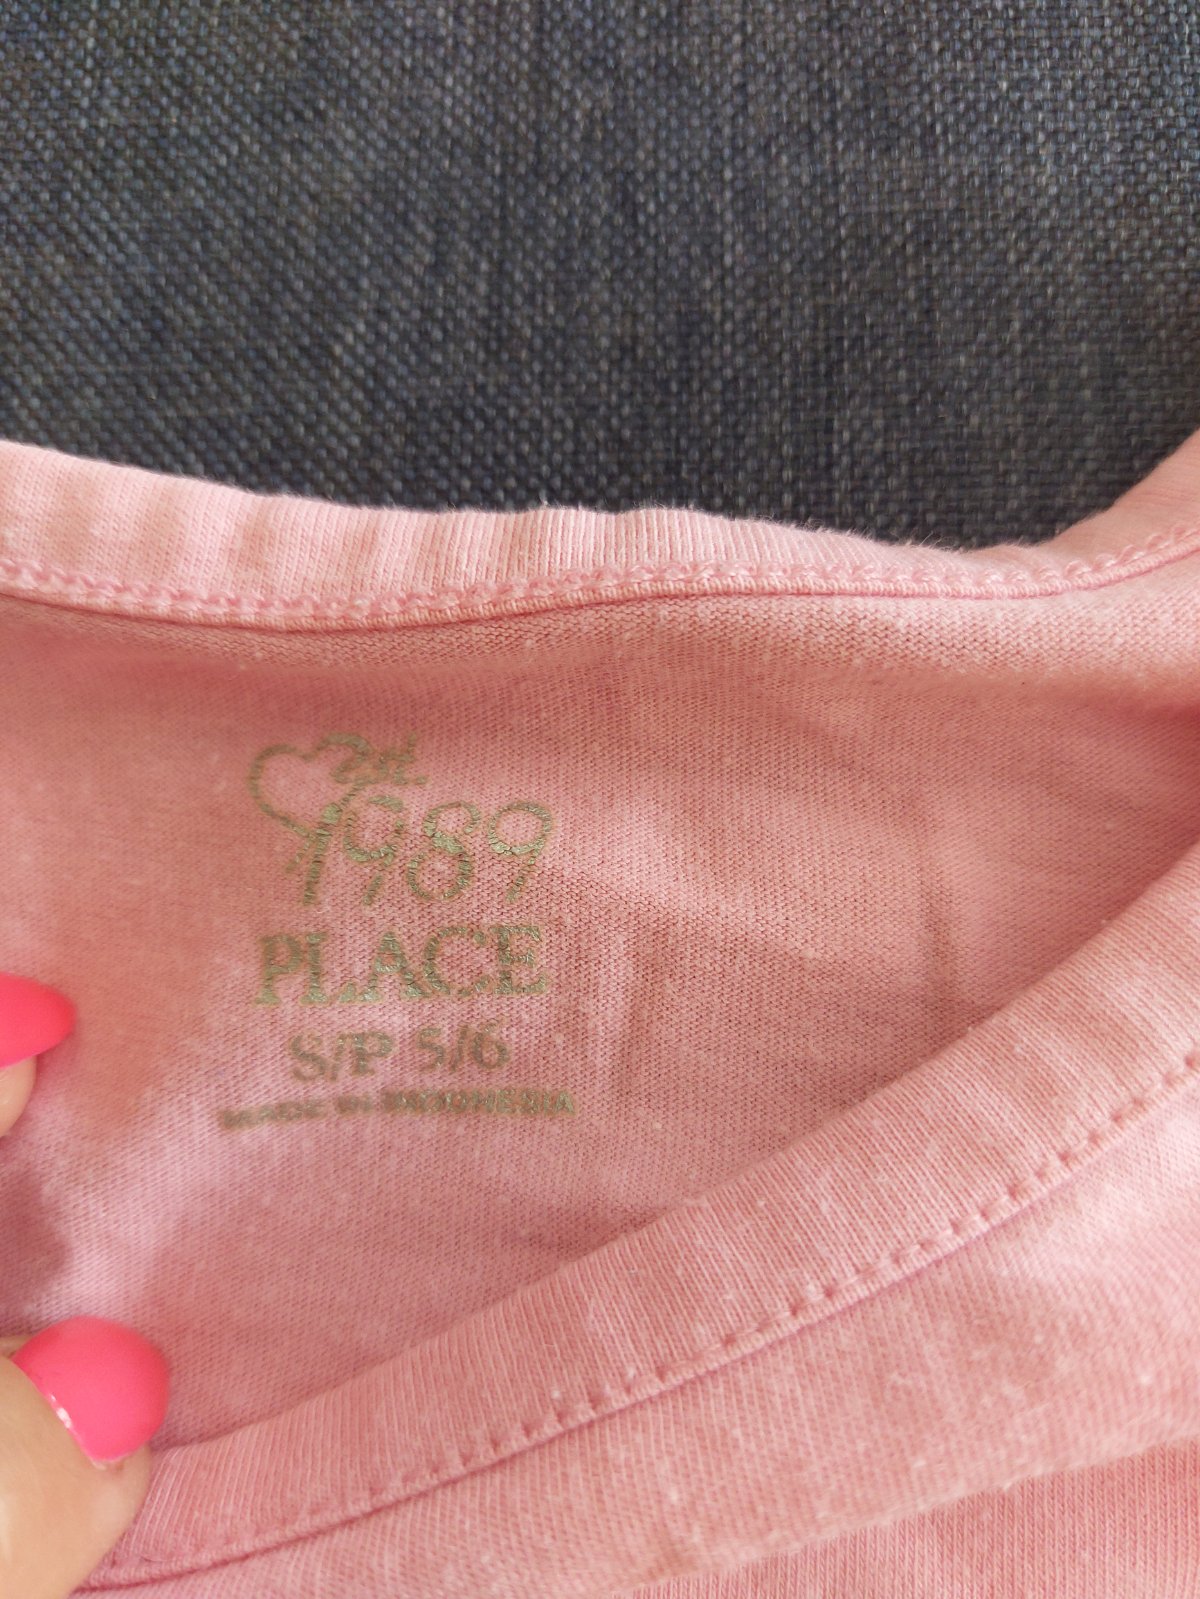 est.
1989
PLACE
S/P 5/6
MADE IN INDONESIA